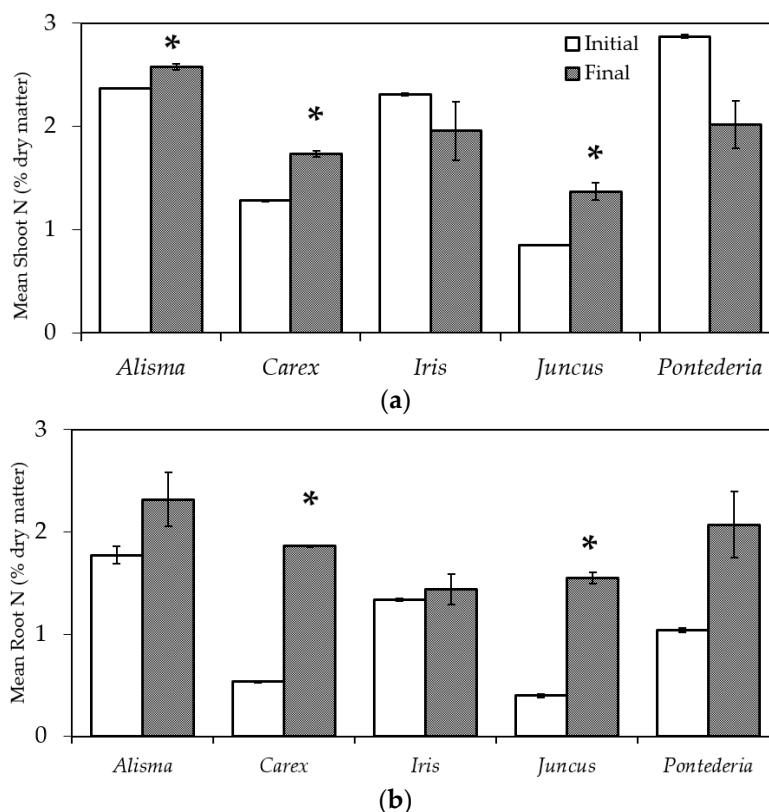 Mean Shoot N (% dry matter)
3
2
1
0
*
*
*
Initial
Final
Alisma Carex Iris Juncus Pontederia
(a)
Mean Root N (% dry matter)
3
2
1
0
*
*
Alisma Carex Iris Juncus Pontederia
(b)